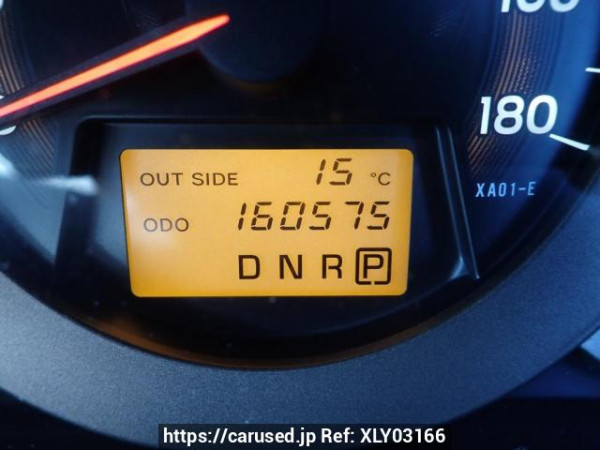 180
XA01-E
OUT SIDE 15 °C
ODO 160575
D N R P
https://carused.jp Ref: XLY03166